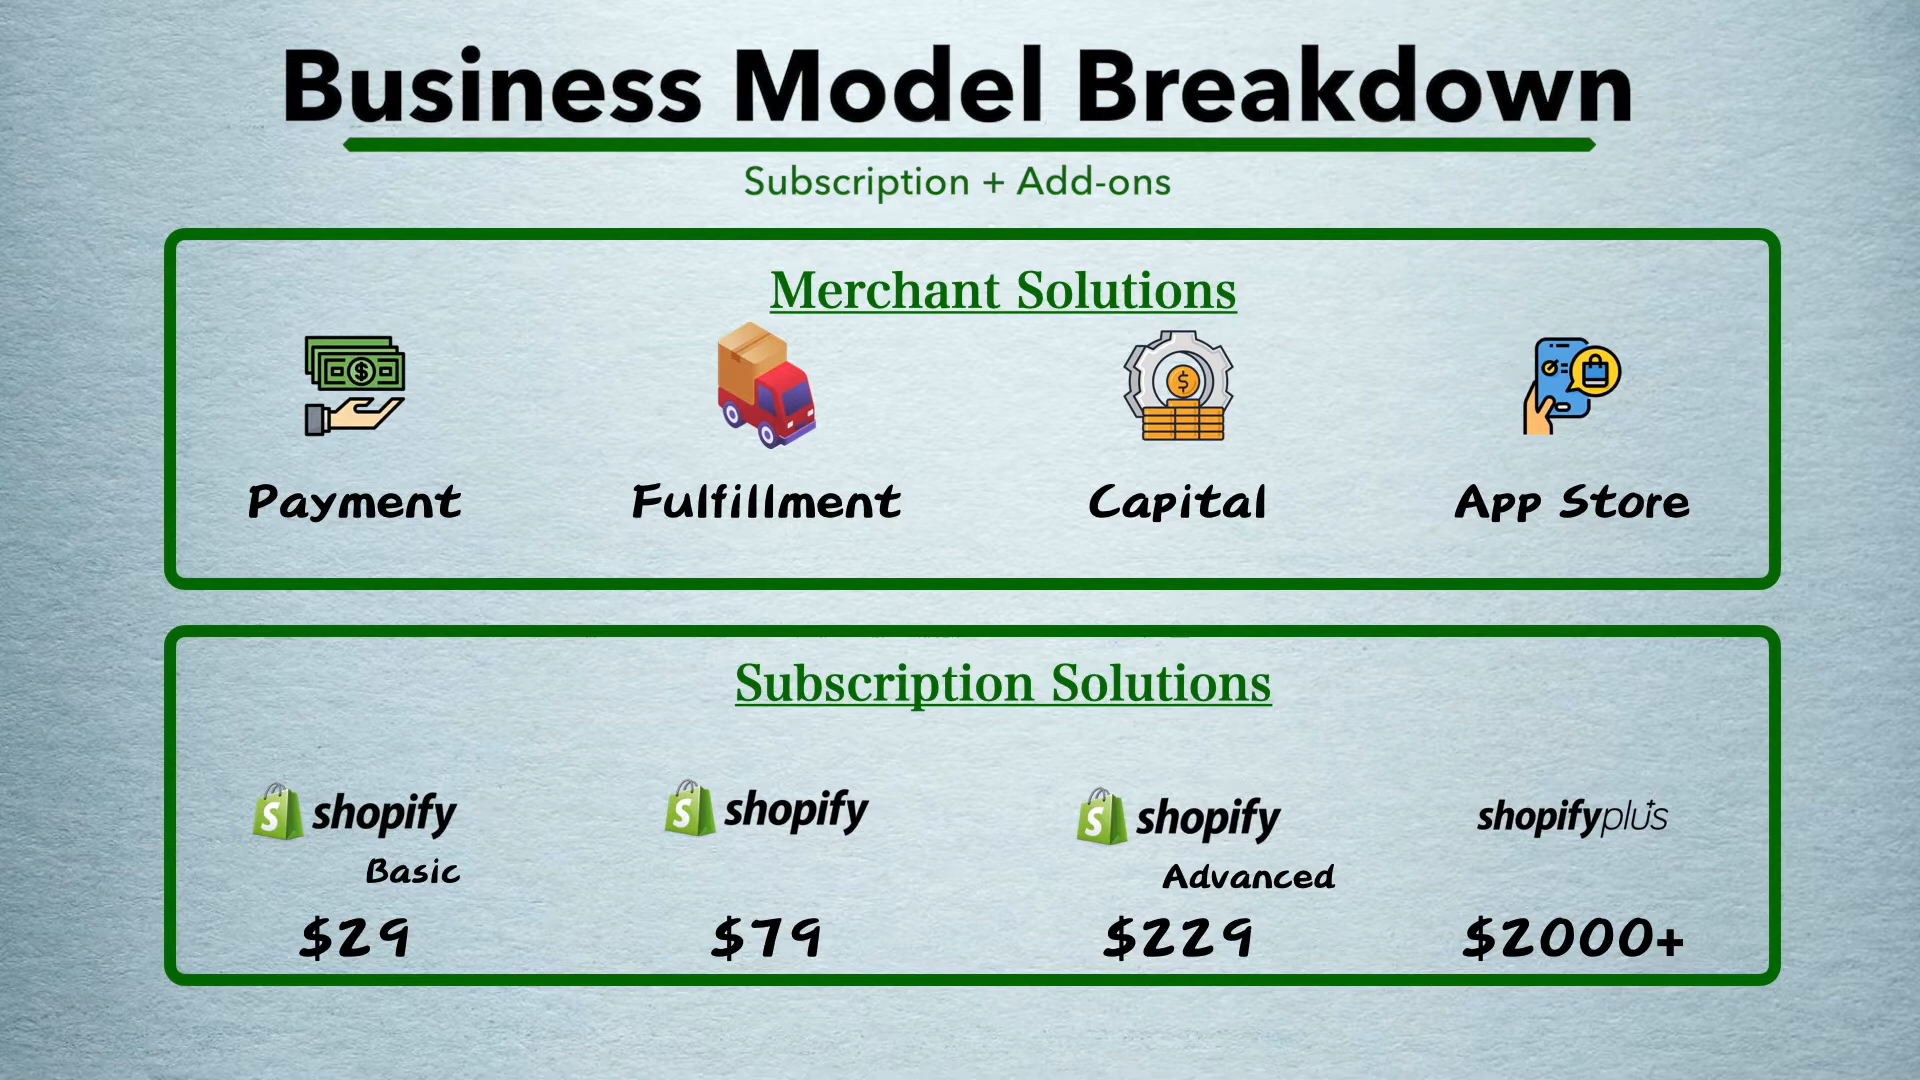 Business Model Breakdown
Subscription + Add-ons
Merchant Solutions
Payment
Fulfillment
Capital
App Store
Subscription Solutions
shopify
Basic
$29
shopify
$79
shopify
Advanced
$229
shopifyplus
$2000+